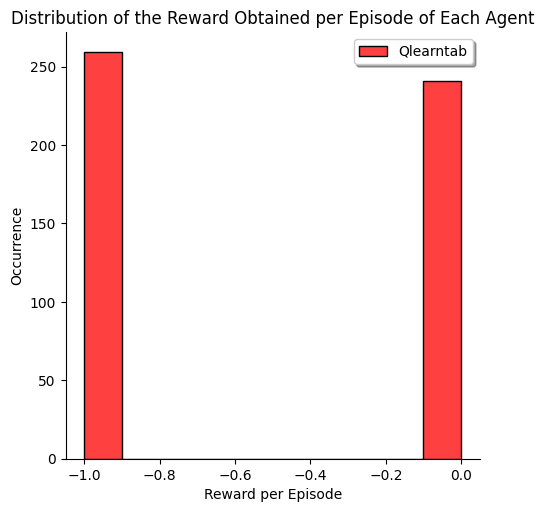 Distribution of the Reward Obtained per Episode of Each Agent
Qlearntab
250
200
150
100
50
0
Occurrence
−1.0 −0.8 −0.6 −0.4 −0.2 0.0
Reward per Episode